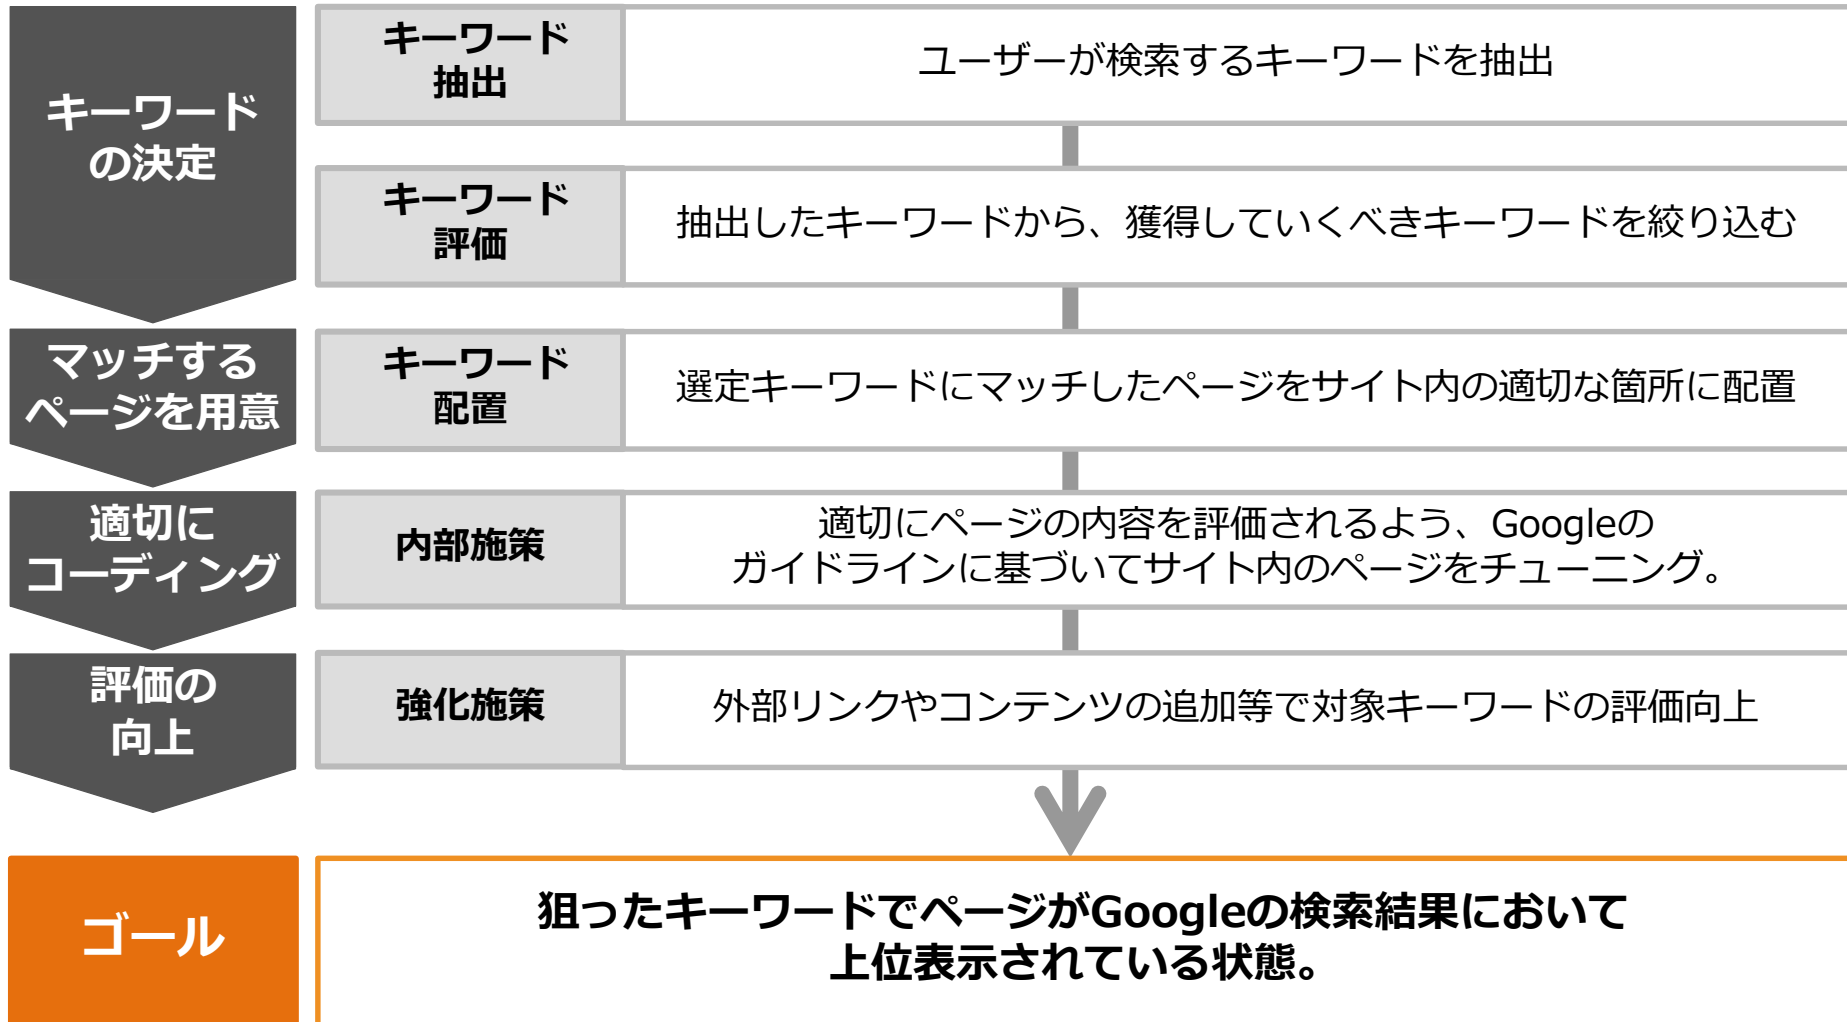 キーワード
の決定
キーワード
抽出
ユーザーが検索するキーワードを抽出
キーワード
評価
抽出したキーワードから、獲得していくべきキーワードを絞り込む
マッチする
ページを用意
キーワード
配置
選定キーワードにマッチしたページをサイト内の適切な箇所に配置
適切に
コーディング
内部施策
適切にページの内容を評価されるよう、Googleの
ガイドラインに基づいてサイト内のページをチューニング。
評価の
向上
強化施策
外部リンクやコンテンツの追加等で対象キーワードの評価向上
ゴール
狙ったキーワードでページがGoogleの検索結果において
上位表示されている状態。